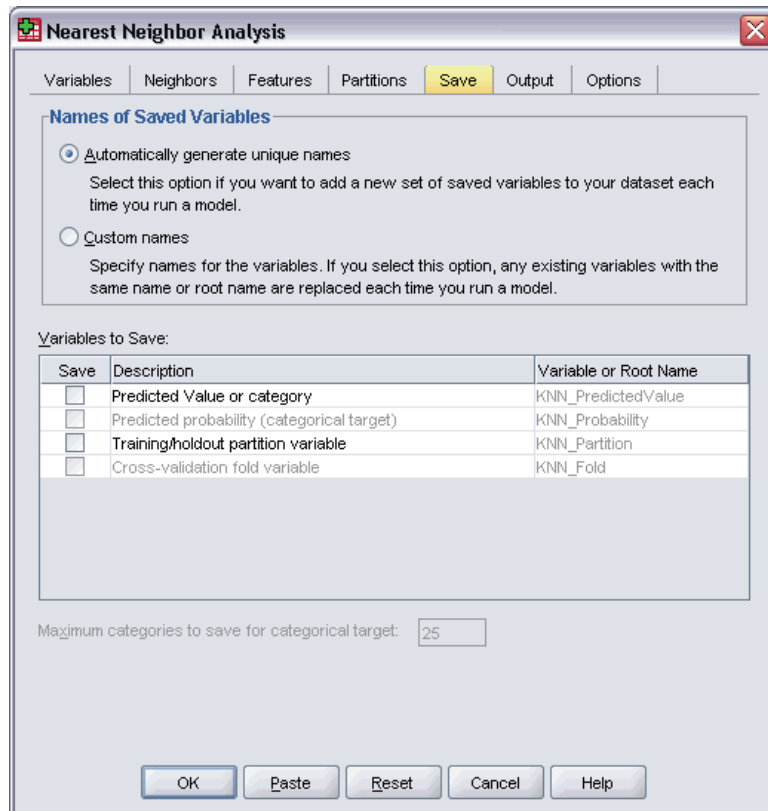 Nearest Neighbor Analysis
Variables Neighbors Features Partitions Save Output Options
Names of Saved Variables
Automatically generate unique names
Select this option if you want to add a new set of saved variables to your dataset each
time you run a model.
Custom names
Specify names for the variables. If you select this option, any existing variables with the
same name or root name are replaced each time you run a model.
Variables to Save:
Save Description Variable or Root Name
Predicted Value or category KNN_PredictedValue
Predicted probability (categorical target) KNN_Probability
Training/holdout partition variable KNN_Partition
Cross-validation fold variable KNN_Fold
Maximum categories to save for categorical target: 25
OK Paste Reset Cancel Help